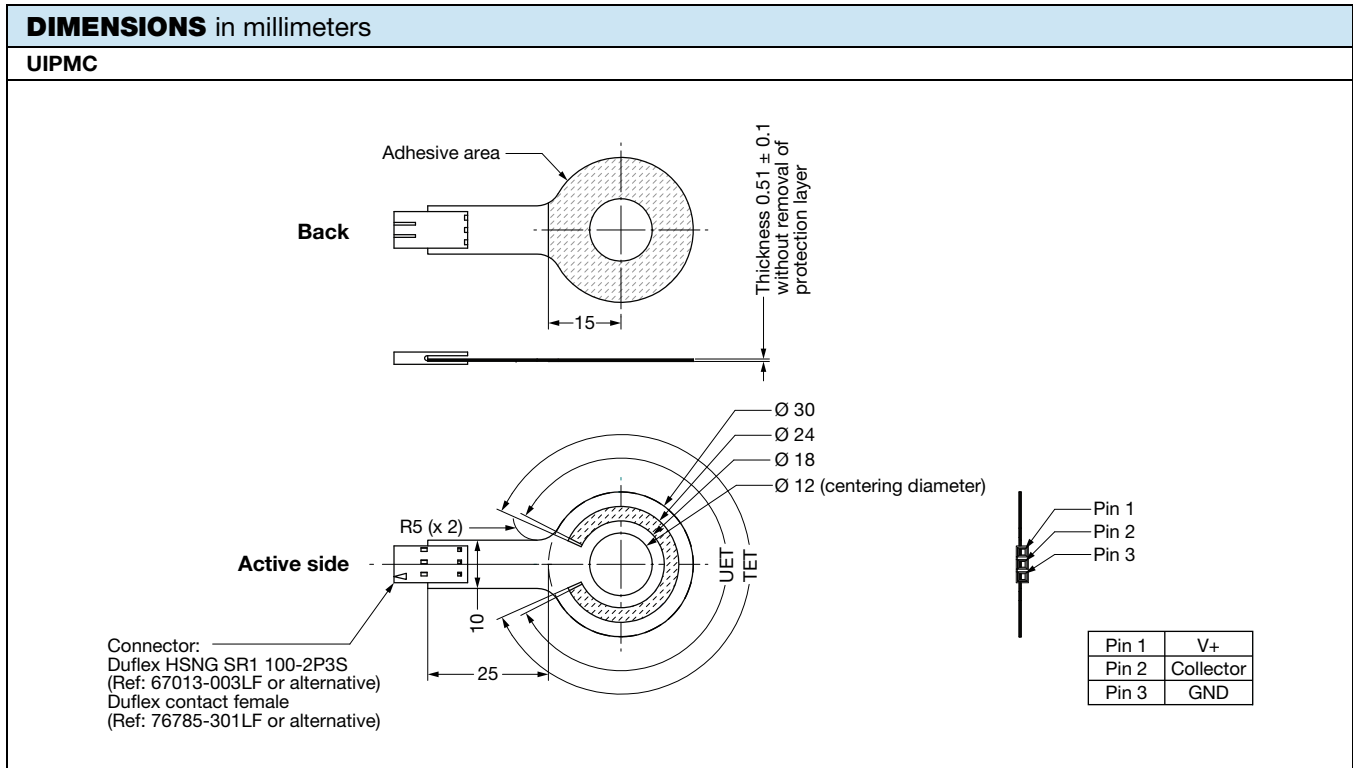 DIMENSIONS in millimeters
UIPMC
Adhesive area
Thickness 0.51 ± 0.1
without removal of
protection layer
Back
15
Ø 30
Ø 24
Ø 18
Ø 12 (centering diameter)
R5 (x 2)
Active side
UET
TET
10
25
Connector:
Duflex HSNG SR1 100-2P3S
(Ref: 67013-003LF or alternative)
Duflex contact female
(Ref: 76785-301LF or alternative)
Pin 1
Pin 2
Pin 3
Pin 1 V+
Pin 2 Collector
Pin 3 GND